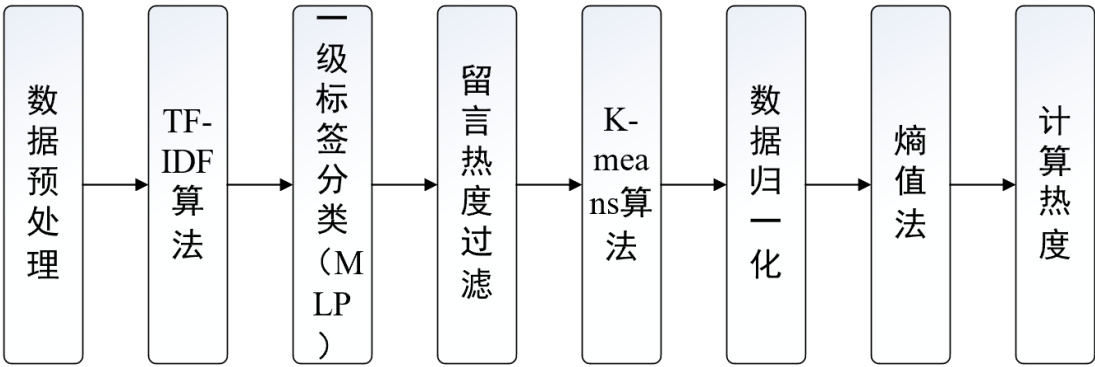 数据预处理
TF-IDF算法
一级标签分类（MLP）
留言热度过滤
K-means算法
数据归一化
熵值法
计算热度